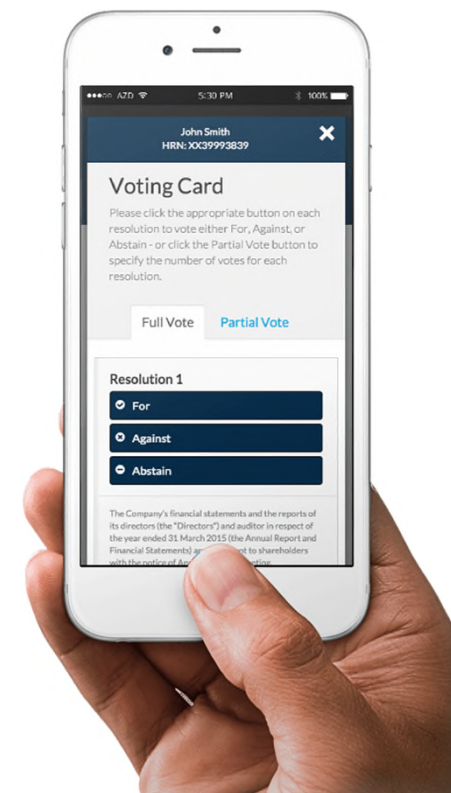 AZD 5:30 PM 100%
John Smith
HRN: XX39993839
Voting Card
Please click the appropriate button on each
resolution to vote either For, Against, or
Abstain - or click the Partial Vote button to
specify the number of votes for each
resolution.
Full Vote Partial Vote
Resolution 1
For
Against
Abstain
The Company's financial statements and the reports of
its directors (the "Directors") and auditor in respect of
the year ended 31 March 2015 (the Annual Report and
Financial Statements) to shareholders
with the notice of